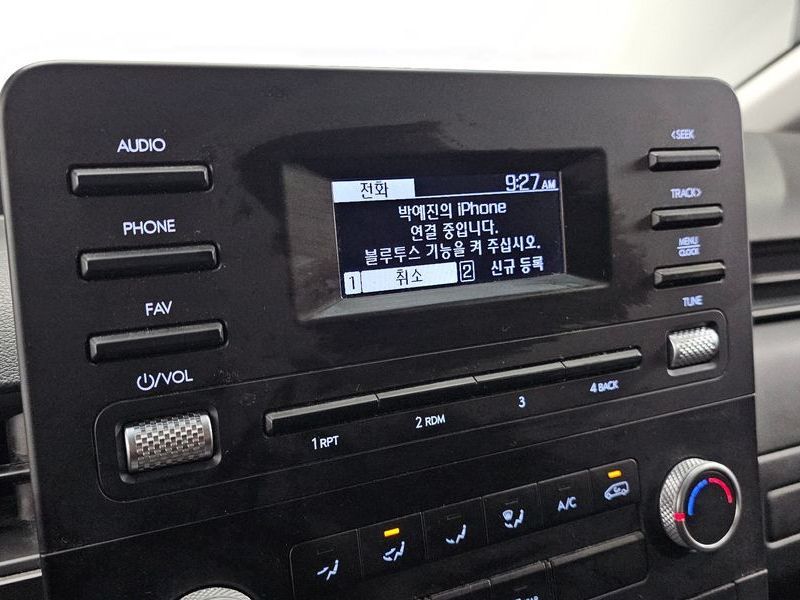 AUDIO
PHONE
FAV
⏻/VOL
전화 9:27 AM
박예진의 iPhone
연결 중입니다.
블루투스 기능을 켜 주십시오.
1 취소 2 신규 등록
<SEEK
TRACK>
MENU
CLOCK
TUNE
1 RPT
2 RDM
3
4 BACK
A/C